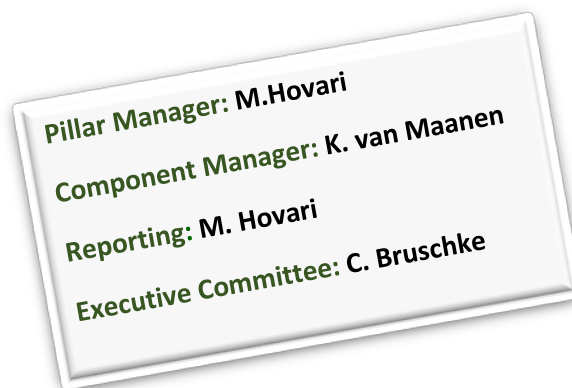 Pillar Manager: M.Hovari
Component Manager: K. van Maanen
Reporting: M. Hovari
Executive Committee: C. Bruschke